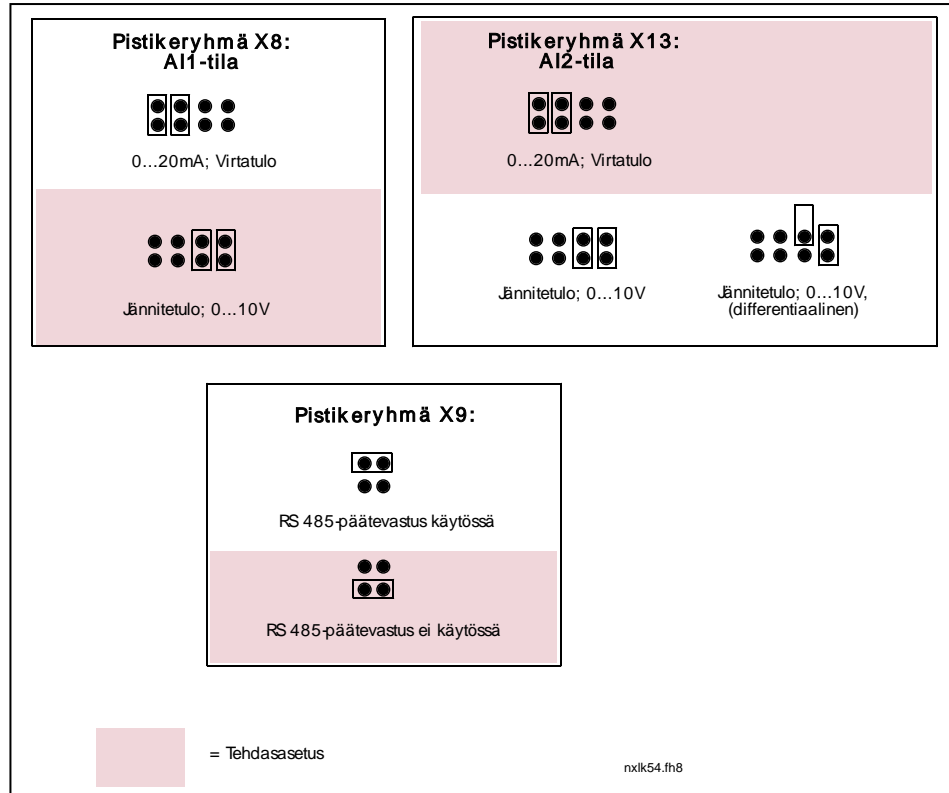 Pistikeryhmä X8:
AI1-tila
0...20mA; Virtatulo
Jännitetulo; 0...10V
Pistikeryhmä X13:
AI2-tila
0...20mA; Virtatulo
Jännitetulo; 0...10V
Jännitetulo; 0...10V,
(differentiaalinen)
Pistikeryhmä X9:
RS 485-päätevastus käytössä
RS 485-päätevastus ei käytössä
= Tehdasasetus
nxlk54.fh8